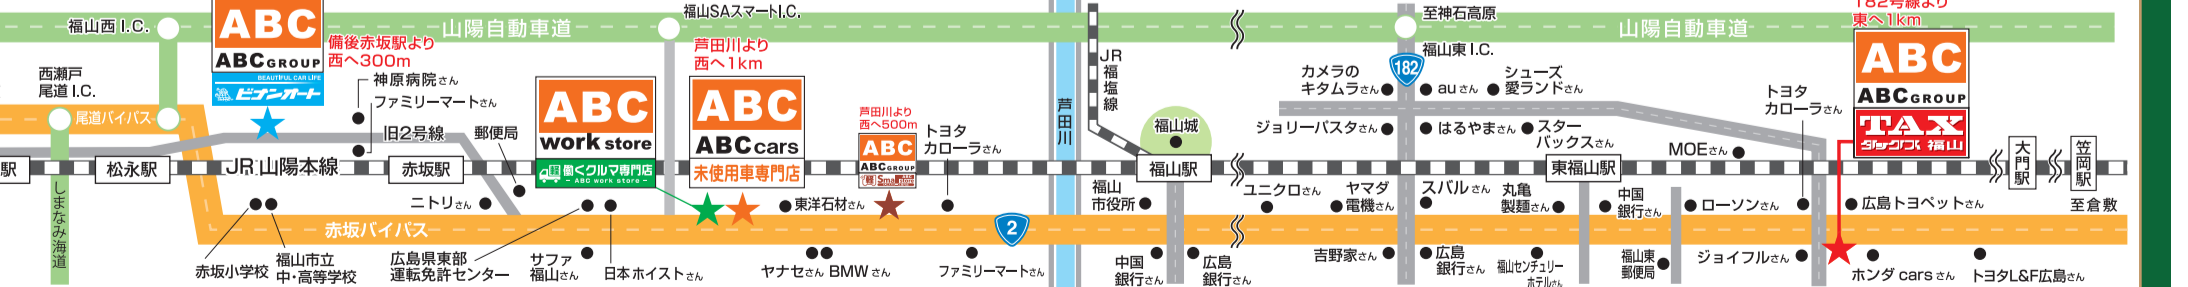 福山西 I.C.
西瀬戸
尾道 I.C.
尾道バイパス
駅
松永駅
しまなみ海道
ABC
ABC GROUP
BEAUTIFUL CAR LIFE
ビナンオート
備後赤坂駅より
西へ300m
神原病院さん
ファミリーマートさん
旧2号線
郵便局
JR 山陽本線
赤坂駅
ニトリさん
赤坂小学校
福山市立
中・高等学校
赤坂バイパス
山陽自動車道
福山SAスマートI.C.
ABC
work store
働くクルマ専門店
– ABC work store –
芦田川より
西へ1km
ABC
ABC cars
未使用車専門店
広島県東部
運転免許センター
サファ
福山さん
日本ホイストさん
東洋石材さん
ヤナセさん BMWさん
芦田川より
西へ500m
ABC
ABC GROUP
トヨタ
カローラさん
ファミリーマートさん
2
芦田川
JR福塩線
福山城
福山駅
福山
市役所
中国
銀行さん
広島
銀行さん
至神石高原
福山東 I.C.
182
カメラの
キタムラさん
auさん
シューズ
愛ランドさん
ジョリーパスタさん
はるやまさん
スター
バックスさん
ユニクロさん
ヤマダ
電機さん
スバルさん
丸亀
製麺さん
東福山駅
中国
銀行さん
吉野家さん
広島
銀行さん
福山センチュリー
ホテルさん
福山東
郵便局
MOEさん
ローソンさん
ジョイフルさん
トヨタ
カローラさん
山陽自動車道
182号線より
東へ1km
ABC
ABC GROUP
TAX
タックス 福山
広島トヨペットさん
ホンダ carsさん
トヨタL&F広島さん
大門駅
笠岡駅
至倉敷